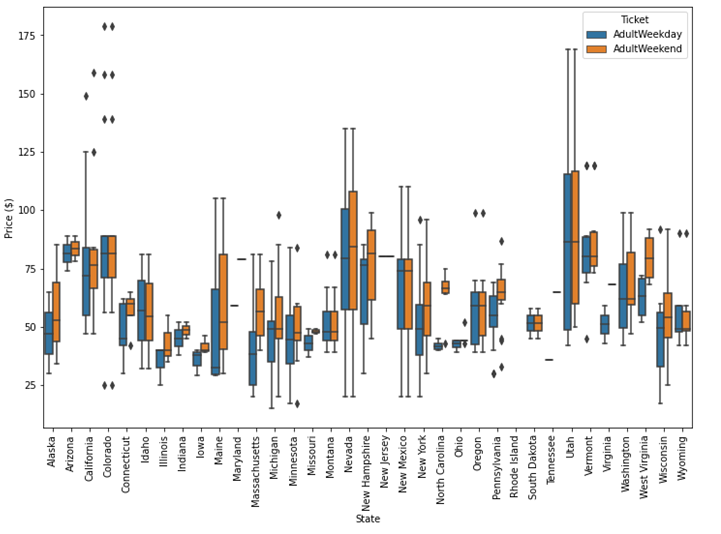 Ticket
AdultWeekday
AdultWeekend
Price ($)
175
150
125
100
75
50
25
Alaska
Arizona
California
Colorado
Connecticut
Idaho
Illinois
Indiana
Iowa
Maine
Maryland
Massachusetts
Michigan
Minnesota
Missouri
Montana
Nevada
New Hampshire
New Jersey
New Mexico
New York
North Carolina
Ohio
Oregon
Pennsylvania
Rhode Island
South Dakota
Tennessee
Utah
Vermont
Virginia
Washington
West Virginia
Wisconsin
Wyoming
State